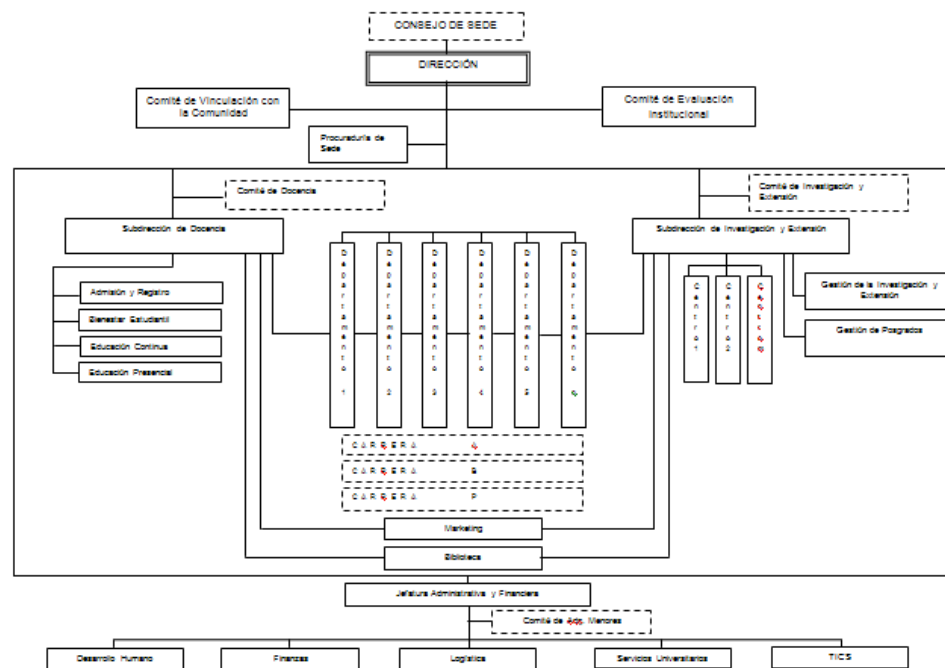 CONSEJO DE SEDE
DIRECCIÓN
Comité de Vinculación con
la Comunidad
Comité de Evaluación
Institucional
Procuraduría de
Sede
Comité de Docencia
Comité de Investigación y
Extensión
Subdirección de Docencia
Subdirección de Investigación y Extensión
Admisión y Registro
Bienestar Estudiantil
Educación Continua
Educación Presencial
Departamento 1
Departamento 2
Departamento 3
Departamento 4
Departamento 5
Departamento
Centro 1
Centro 2
Centro
Gestión de la Investigación y
Extensión
Gestión de Posgrados
CARRERA A
CARRERA B
CARRERA P
Marketing
Biblioteca
Jefatura Administrativa y Financiera
Comité de Adq. Menores
Desarrollo Humano
Finanzas
Logística
Servicios Universitarios
TICS